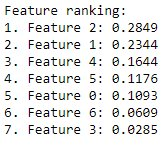 Feature ranking:
1. Feature 2: 0.2849
2. Feature 1: 0.2344
3. Feature 4: 0.1644
4. Feature 5: 0.1176
5. Feature 0: 0.1093
6. Feature 6: 0.0609
7. Feature 3: 0.0285